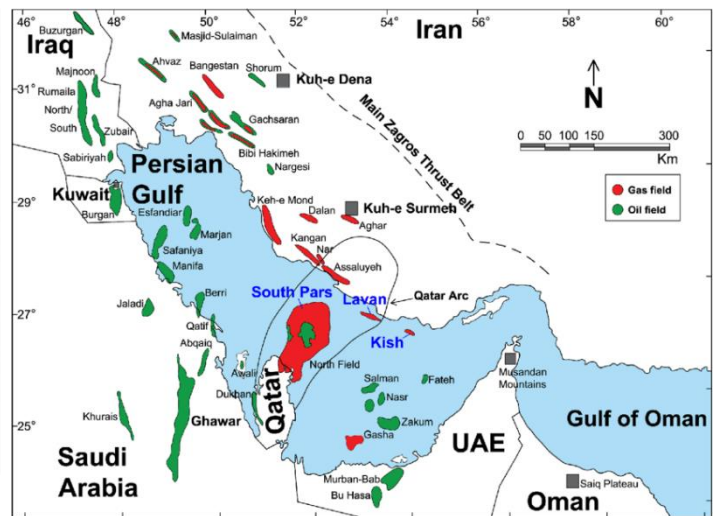 46° 48° 50° 52° 54° 56° 58° 60°
Buzurgan
Masjid-Sulaiman
Iran
Iraq
Ahvaz
Bangestan
Shorum
Majnoon
Kuh-e Dena
31°
Rumaila
North/
South
Agha Jari
Gachsaran
Zubair
Main Zagros Thrust Belt
N
0 50 100 150 300
Km
Sabiriyah
Bibi Hakimeh
Persian
Gulf
Nargesi
Kuwait
29°
Burgan
Esfandiar
Keh-e Mond
Dalan
Kuh-e Surmeh
Aghar
Gas field
Oil field
Marjan
Safaniya
Kangan
Nar
Manifa
Assaluyeh
South Pars
Lavan
Qatar Arc
Jaladi
Berri
27°
Qatif
Kish
Abqaiq
North Field
Awali
Salman
Fateh
Musandan
Mountains
Dukhan
Nasr
Qatar
Khurais
Ghawar
Zakum
Gulf of Oman
25°
Gasha
UAE
Saudi
Arabia
Murban-Bab
Bu Hasa
Oman
Saiq Plateau